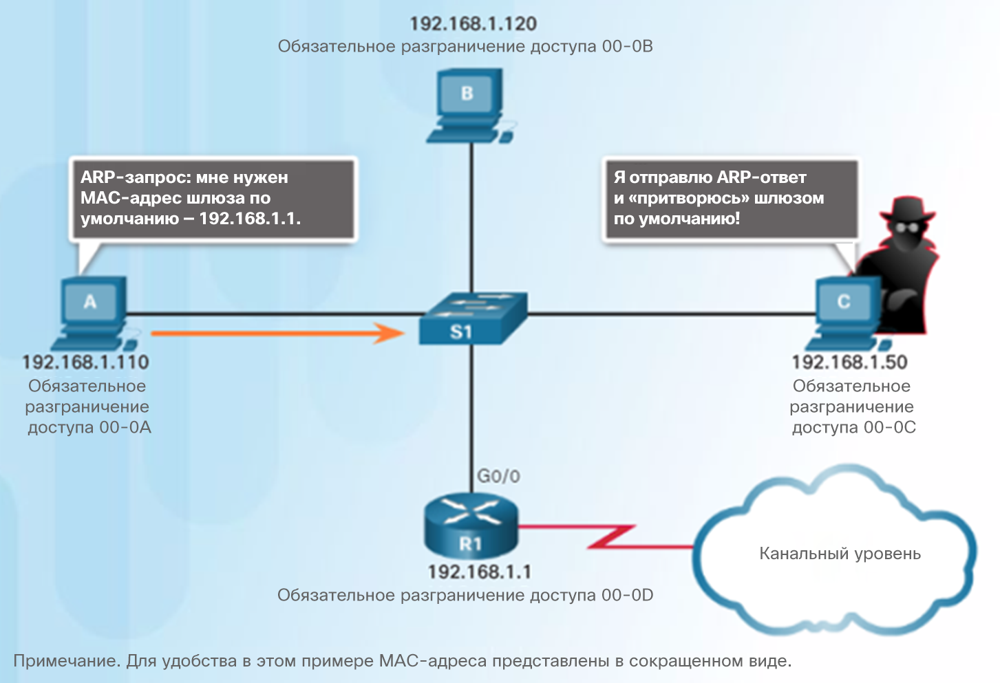 192.168.1.120
Обязательное разграничение доступа 00-0B
B
ARP-запрос: мне нужен
MAC-адрес шлюза по
умолчанию – 192.168.1.1.
Я отправлю ARP-ответ
и «притворюсь» шлюзом
по умолчанию!
A
S1
C
192.168.1.110
Обязательное
разграничение
доступа 00-0A
192.168.1.50
Обязательное
разграничение
доступа 00-0C
G0/0
R1
192.168.1.1
Обязательное разграничение доступа 00-0D
Канальный уровень
Примечание. Для удобства в этом примере MAC-адреса представлены в сокращенном виде.